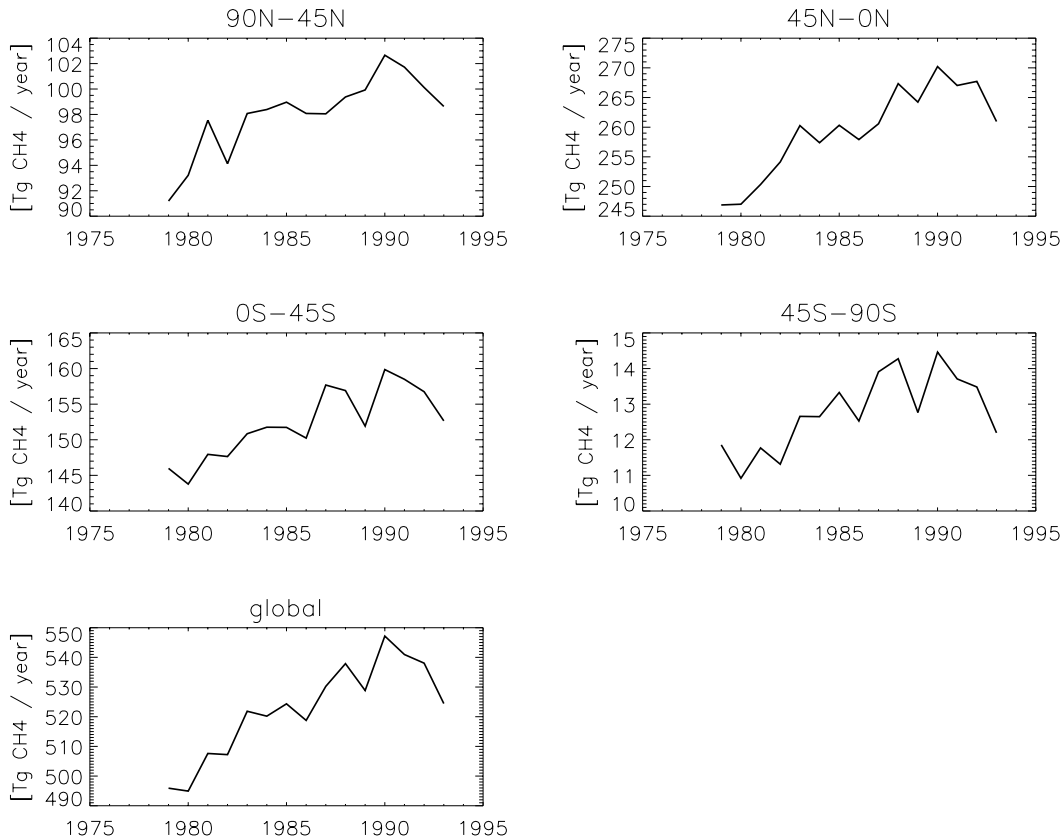 90N−45N
[Tg CH4 / year]
104
102
100
98
96
94
92
90
1975 1980 1985 1990 1995
45N−0N
[Tg CH4 / year]
275
270
265
260
255
250
245
1975 1980 1985 1990 1995
0S−45S
[Tg CH4 / year]
165
160
155
150
145
140
1975 1980 1985 1990 1995
45S−90S
[Tg CH4 / year]
15
14
13
12
11
10
1975 1980 1985 1990 1995
global
[Tg CH4 / year]
550
540
530
520
510
500
490
1975 1980 1985 1990 1995